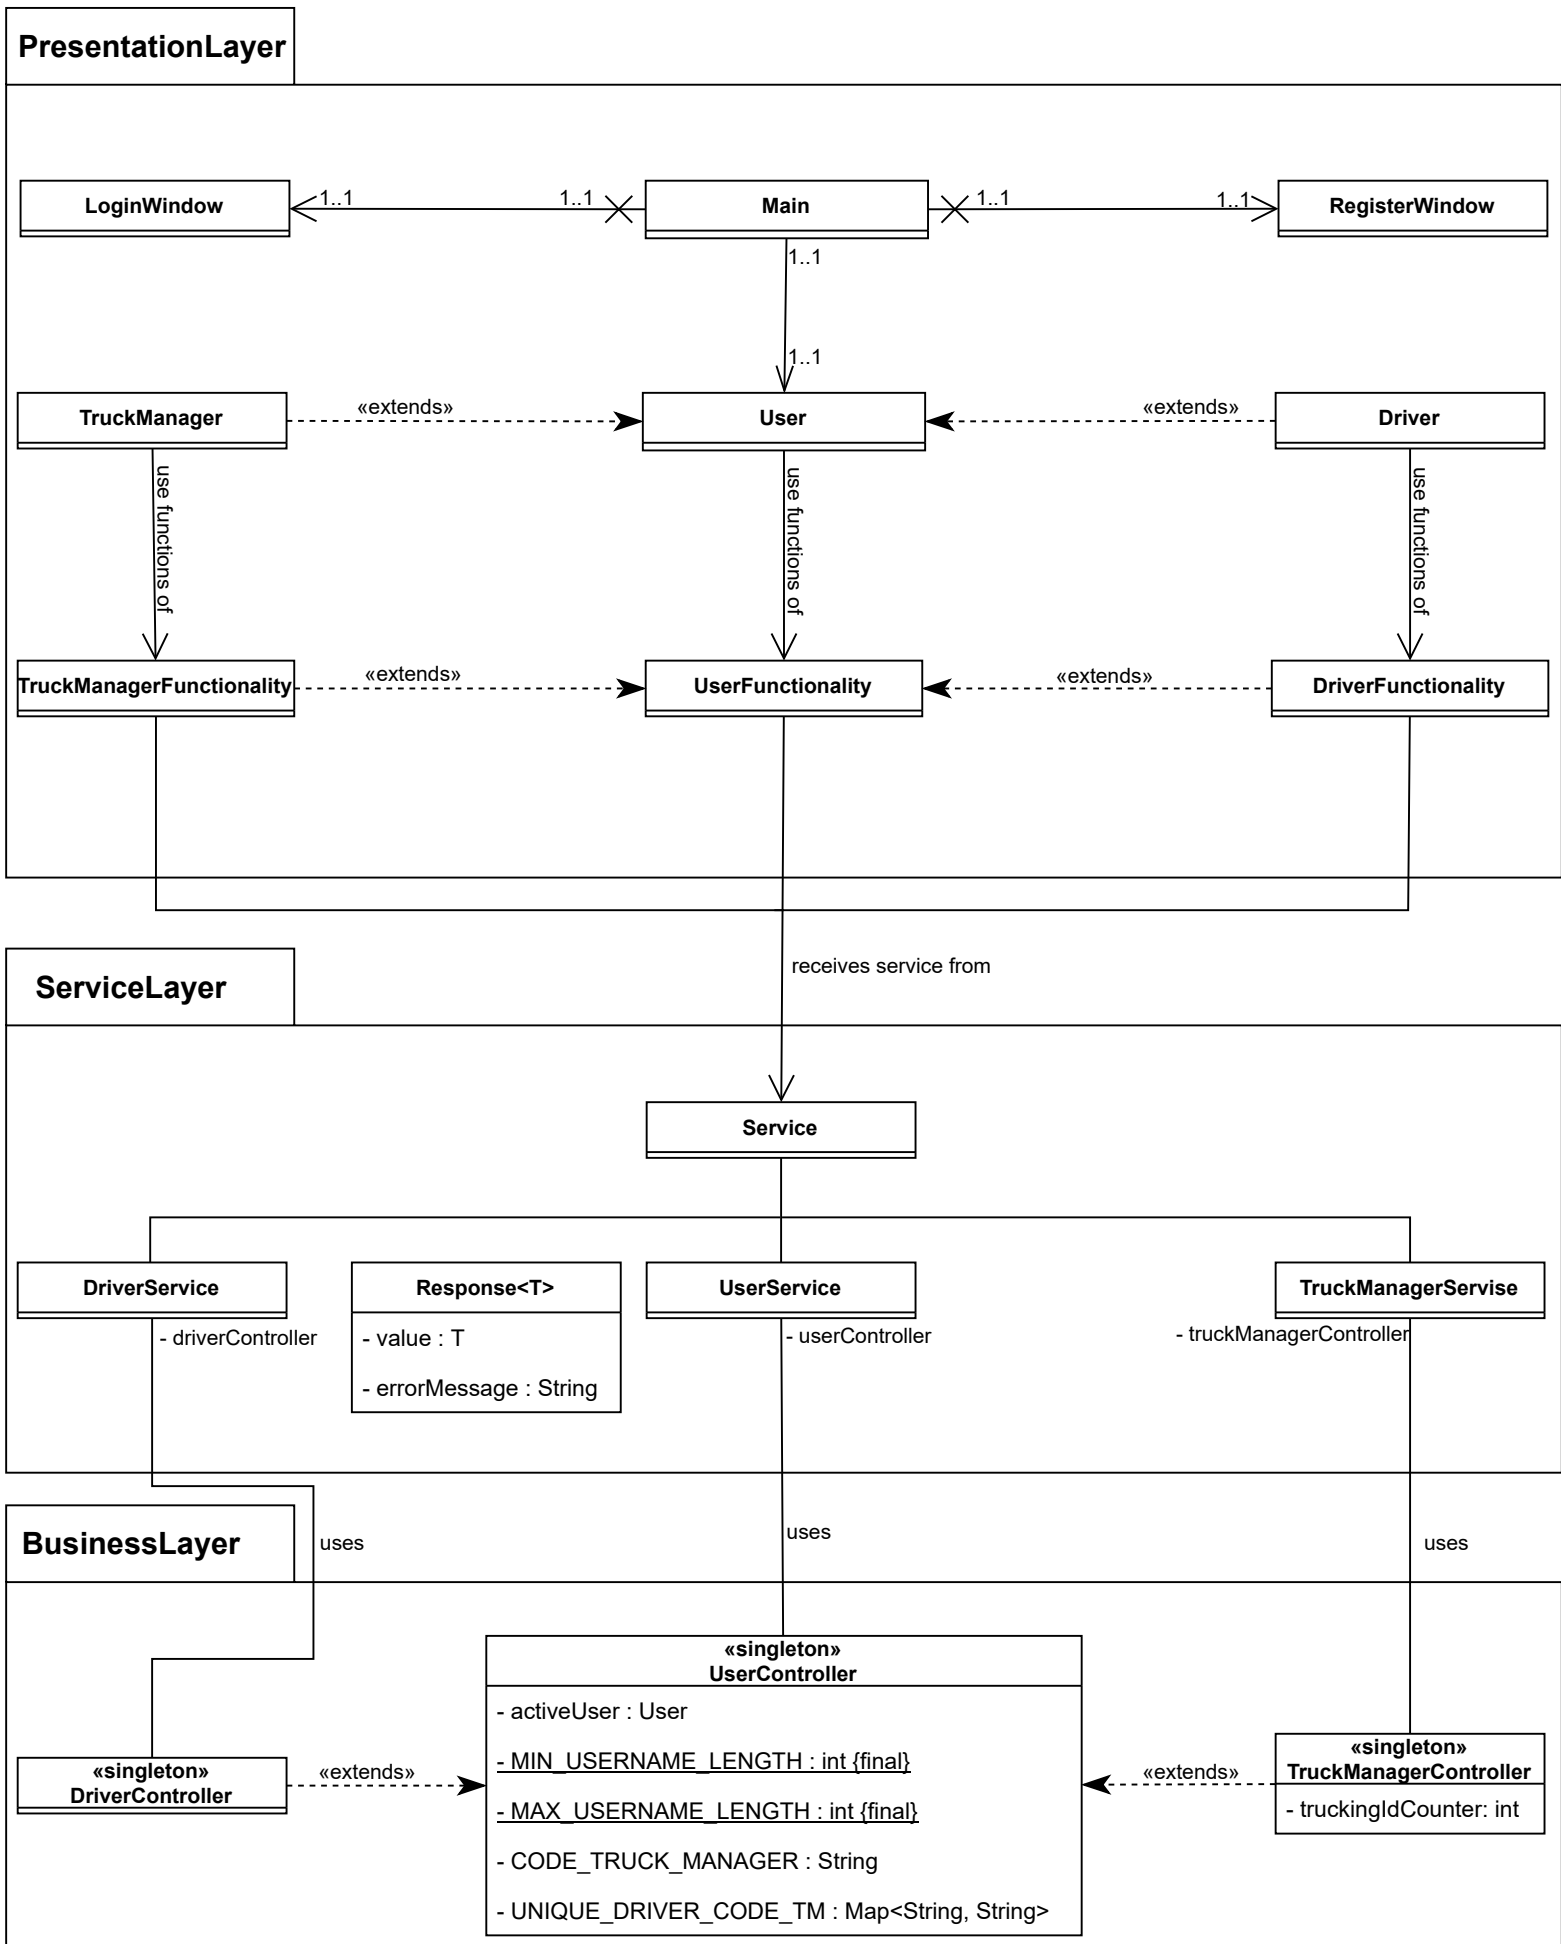 PresentationLayer
LoginWindow
1..1
1..1
Main
1..1
1..1
RegisterWindow
1..1
1..1
TruckManager
«extends»
User
«extends»
Driver
use functions of
use functions of
use functions of
TruckManagerFunctionality
«extends»
UserFunctionality
«extends»
DriverFunctionality
receives service from
ServiceLayer
Service
DriverService
Response<T>
UserService
TruckManagerServise
- driverController
- value : T
- errorMessage : String
- userController
- truckManagerController
uses
uses
uses
BusinessLayer
«singleton»
UserController
- activeUser : User
- MIN_USERNAME_LENGTH : int {final}
- MAX_USERNAME_LENGTH : int {final}
- CODE_TRUCK_MANAGER : String
- UNIQUE_DRIVER_CODE_TM : Map<String, String>
«singleton»
DriverController
«extends»
«extends»
«singleton»
TruckManagerController
- truckingIdCounter: int